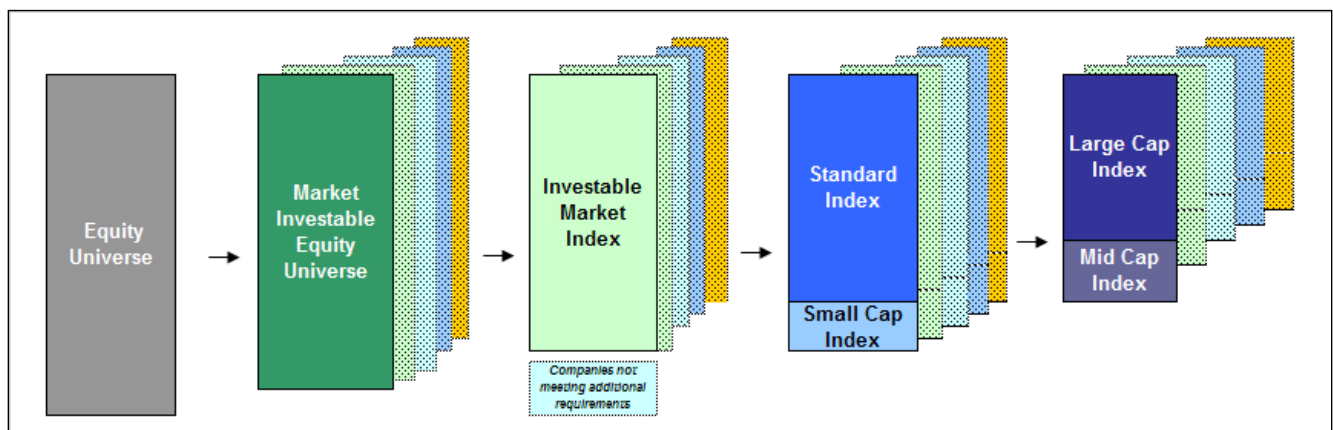 Equity
Universe
Market
Investable
Equity
Universe
Investable
Market
Index
Companies not
meeting additional
requirements
Standard
Index
Small Cap
Index
Large Cap
Index
Mid Cap
Index